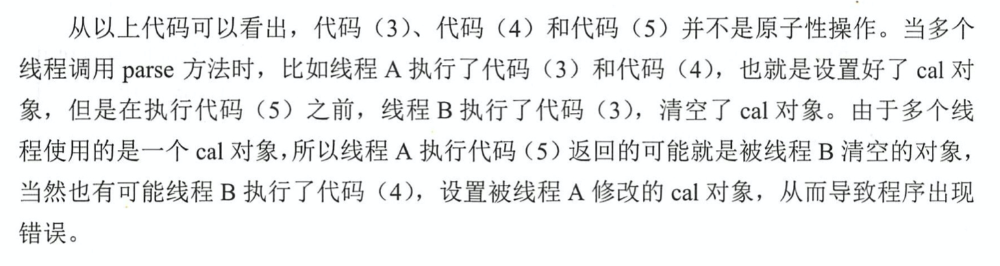 从以上代码可以看出，代码（3）、代码（4）和代码（5）并不是原子性操作。当多个
线程调用 parse 方法时，比如线程 A 执行了代码（3）和代码（4），也就是设置好了 cal 对
象，但是在执行代码（5）之前，线程 B 执行了代码（3），清空了 cal 对象。由于多个线
程使用的是一个 cal 对象，所以线程 A 执行代码（5）返回的可能就是被线程 B 清空的对象，
当然也有可能线程 B 执行了代码（4），设置被线程 A 修改的 cal 对象，从而导致程序出现
错误。